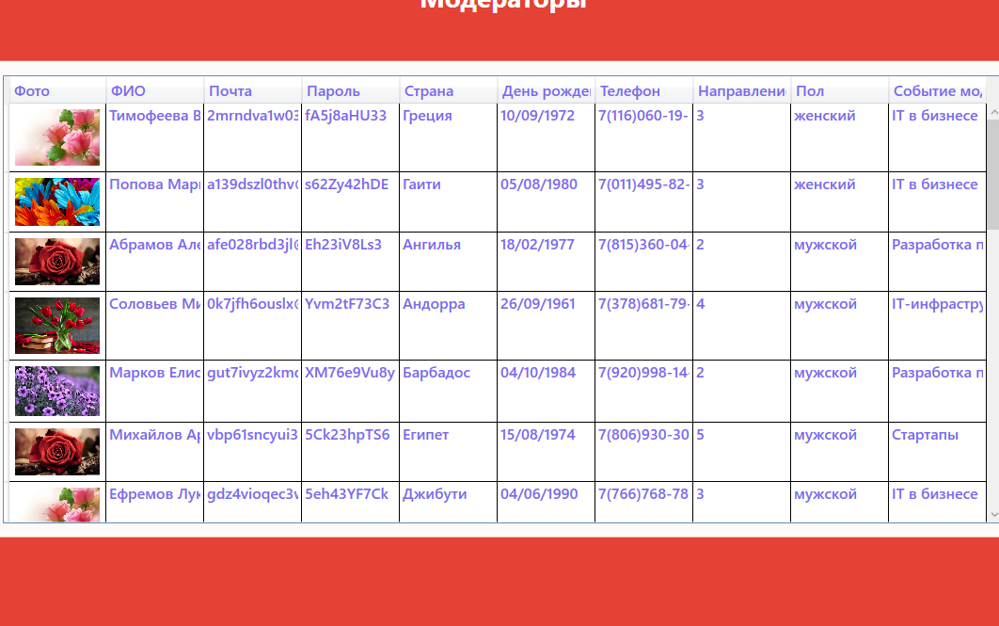 Модераторы
Фото ФИО Почта Пароль Страна День рожде Телефон Направлени Пол Событие мо
Тимофеева В 2mrndva1w03 fA5j8aHU33 Греция 10/09/1972 7(116)060-19- 3 женский IT в бизнесе
Попова Мари a139dszl0thv s62Zy42hDE Гаити 05/08/1980 7(011)495-82- 3 женский IT в бизнесе
Абрамов Але afe028rbd3jl Eh23iV8Ls3 Ангилья 18/02/1977 7(815)360-04 2 мужской Разработка п
Соловьев Ми 0k7jfh6ouslx Yvm2tF73C3 Андорра 26/09/1961 7(378)681-79- 4 мужской IT-инфрастру
Марков Елис gut7ivyz2km XM76e9Vu8y Барбадос 04/10/1984 7(920)998-14 2 мужской Разработка п
Михайлов Ар vbp61sncyui3 5Ck23hpTS6 Египет 15/08/1974 7(806)930-30 5 мужской Стартапы
Ефремов Лук gdz4vioqec3 5eh43YF7Ck Джибути 04/06/1990 7(766)768-78 3 мужской IT в бизнесе